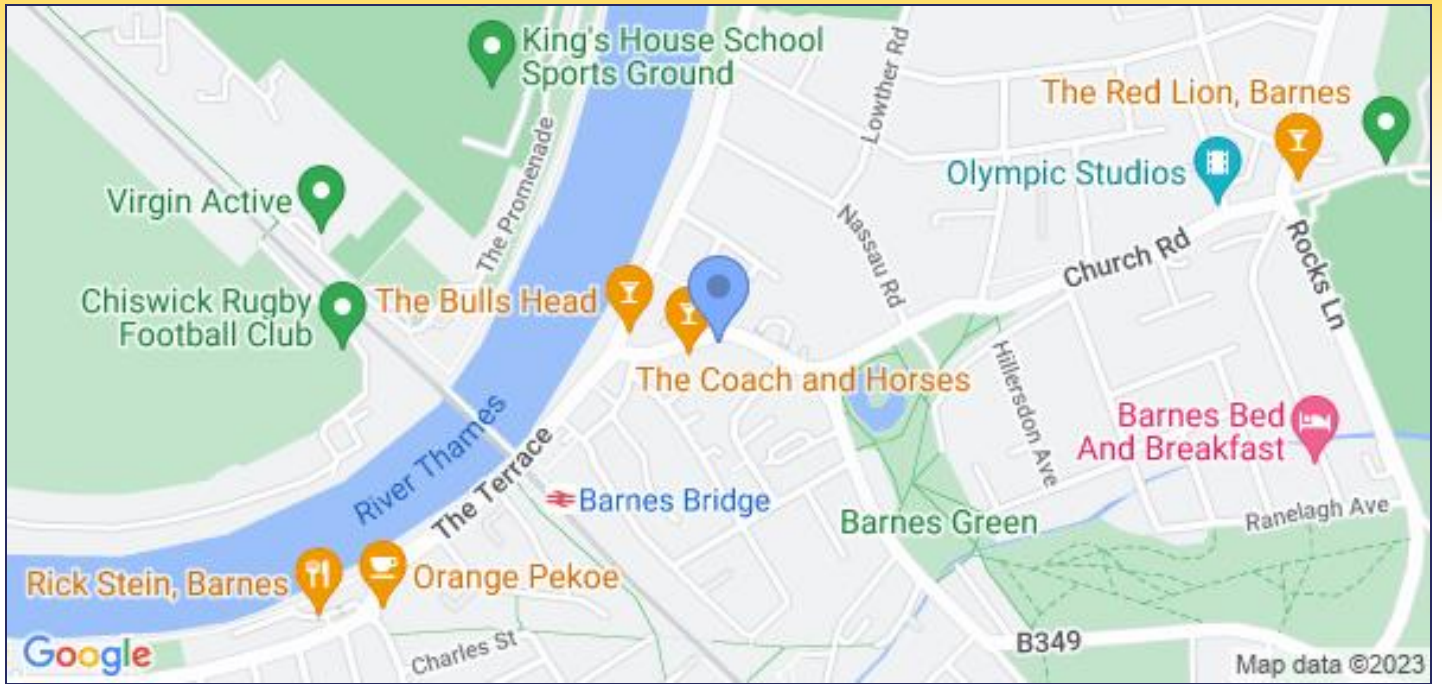 King's House School
Sports Ground
Lowther Rd
The Red Lion, Barnes
The Promenade
Olympic Studios
Virgin Active
Nassau Rd
Church Rd
Rocks Ln
Chiswick Rugby
Football Club
The Bulls Head
The Coach and Horses
Hillersdon Ave
Barnes Bed
And Breakfast
River Thames
The Terrace
Barnes Bridge
Barnes Green
Ranelagh Ave
Rick Stein, Barnes
Orange Pekoe
Charles St
B349
Google
Map data ©2023